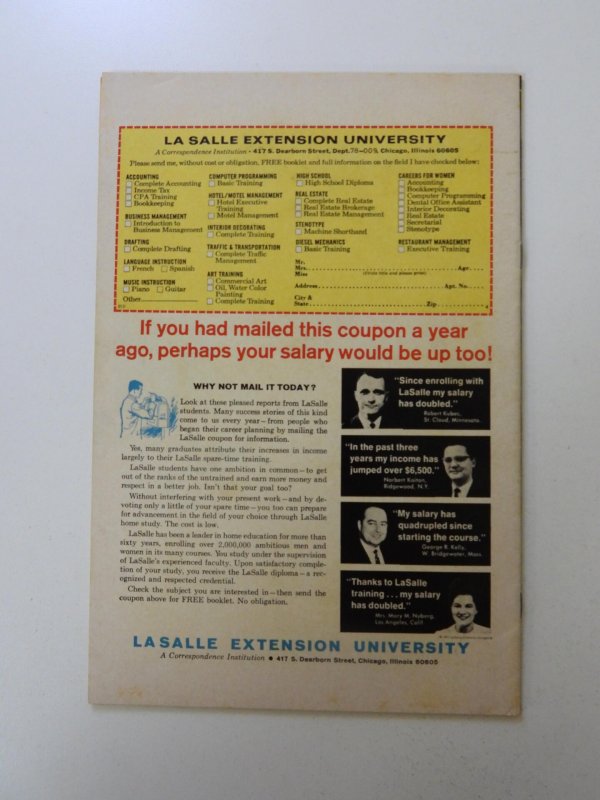 LA SALLE EXTENSION UNIVERSITY
A Correspondence Institution • 417 S. Dearborn Street, Dept. 78-009, Chicago, Illinois 60605
Please send me, without cost or obligation, FREE booklet and full information on the field I have checked below:
ACCOUNTING
Complete Accounting
Income Tax
CPA Training
Bookkeeping
BUSINESS MANAGEMENT
Introduction to
Business Management
DRAFTING
Complete Drafting
LANGUAGE INSTRUCTION
French Spanish
MUSIC INSTRUCTION
Piano Guitar
Other
COMPUTER PROGRAMMING
Basic Training
HOTEL/MOTEL MANAGEMENT
Hotel Executive
Training
Motel Management
INTERIOR DECORATING
Complete Training
TRAFFIC & TRANSPORTATION
Complete Traffic
Management
ART TRAINING
Commercial Art
Oil, Water Color
Painting
Complete Training
HIGH SCHOOL
High School Diploma
REAL ESTATE
Complete Real Estate
Real Estate Brokerage
Real Estate Management
STENOTYPE
Machine Shorthand
DIESEL MECHANICS
Basic Training
CAREERS FOR WOMEN
Accounting
Bookkeeping
Computer Programming
Dental Office Assistant
Interior Decorating
Real Estate
Secretarial
Stenotype
RESTAURANT MANAGEMENT
Executive Training
Mr.
Mrs. Age
Miss (circle title and please print)
Address Apt. No.
City &
State Zip
If you had mailed this coupon a year
ago, perhaps your salary would be up too!
WHY NOT MAIL IT TODAY?
Look at these pleased reports from LaSalle
students. Many success stories of this kind
come to us every year—from people who
began their career planning by mailing the
LaSalle coupon for information.
Yes, many graduates attribute their increases in income
largely to their LaSalle spare-time training.
LaSalle students have one ambition in common—to get
out of the ranks of the untrained and earn more money and
respect in a better job. Isn't that your goal too?
Without interfering with your present work—and by de-
voting only a little of your spare time—you too can prepare
for advancement in the field of your choice through LaSalle
home study. The cost is low.
LaSalle has been a leader in home education for more than
sixty years, enrolling over 2,000,000 ambitious men and
women in its many courses. You study under the supervision
of LaSalle's experienced faculty. Upon satisfactory comple-
tion of your study, you receive the LaSalle diploma—a rec-
ognized and respected credential.
Check the subject you are interested in—then send the
coupon above for FREE booklet. No obligation.
"Since enrolling with
LaSalle my salary
has doubled."
Robert Kuber,
St. Cloud, Minnesota.
"In the past three
years my income has
jumped over $6,500."
Norbert Kaiton,
Ridgewood, N.Y.
"My salary has
quadrupled since
starting the course."
George R. Kelly,
W. Bridgewater, Mass.
"Thanks to LaSalle
training . . . my salary
has doubled."
Mrs. Mary M. Nyberg,
Los Angeles, Calif.
LA SALLE EXTENSION UNIVERSITY
A Correspondence Institution • 417 S. Dearborn Street, Chicago, Illinois 60605